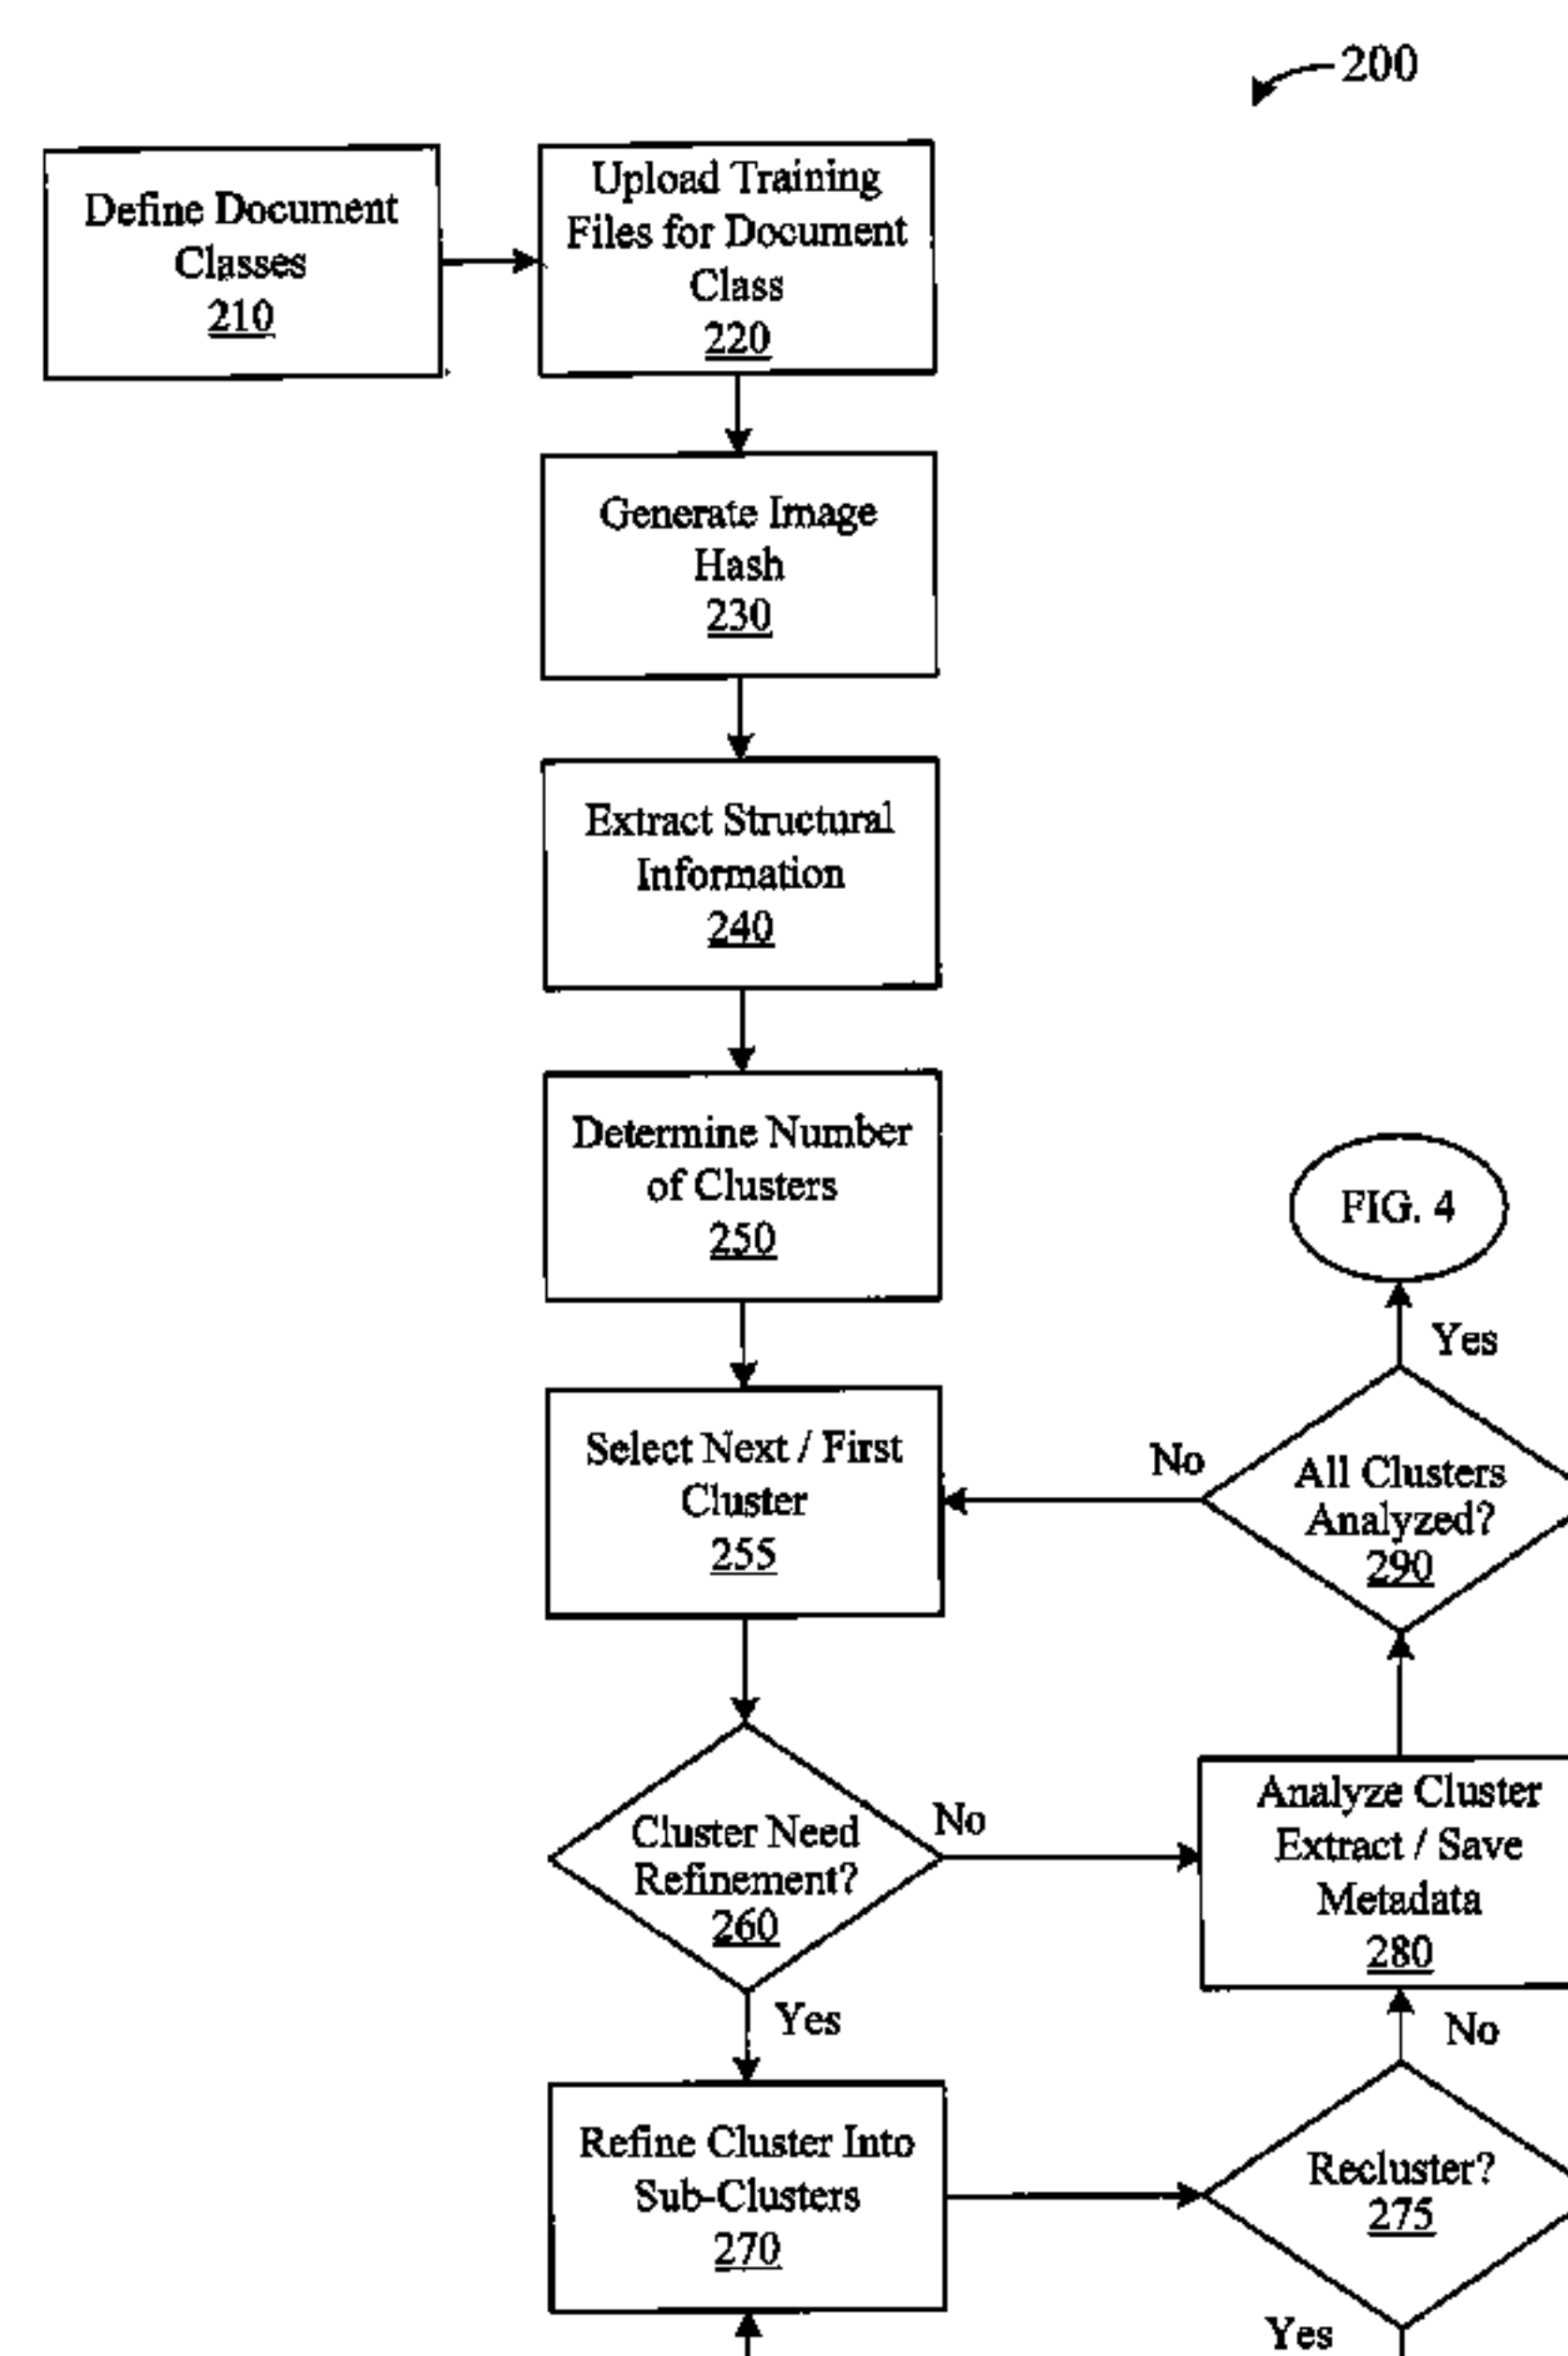 200
Define Document
Classes
210
Upload Training
Files for Document
Class
220
Generate Image
Hash
230
Extract Structural
Information
240
Determine Number
of Clusters
250
FIG. 4
Yes
Select Next / First
Cluster
255
No
All Clusters
Analyzed?
290
Cluster Need
Refinement?
260
No
Analyze Cluster
Extract / Save
Metadata
280
Yes
No
Refine Cluster Into
Sub-Clusters
270
Recluster?
275
Yes